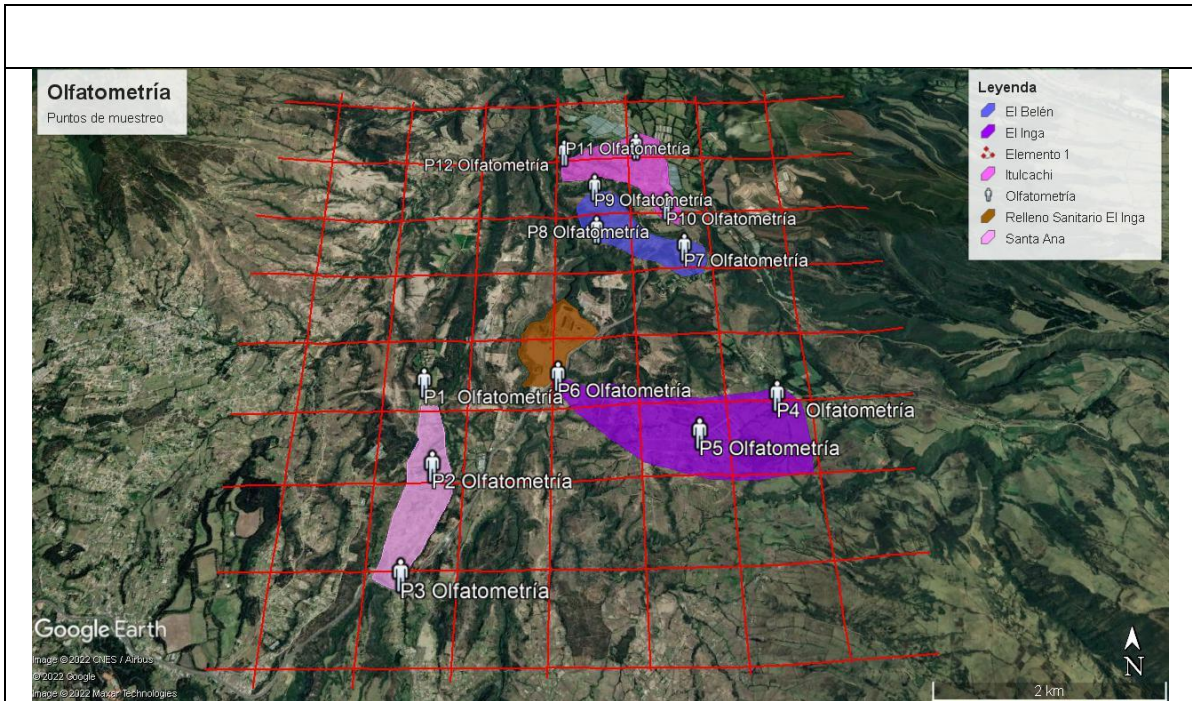 Olfatometría
Puntos de muestreo
Leyenda
El Belén
El Inga
Elemento 1
Itulcachi
Olfatometría
Relleno Sanitario El Inga
Santa Ana
P11 Olfatometría
P12 Olfatometría
P9 Olfatometría
P10 Olfatometría
P8 Olfatometría
P7 Olfatometría
P6 Olfatometría
P1 Olfatometría
P4 Olfatometría
P5 Olfatometría
P2 Olfatometría
P3 Olfatometría
Google Earth
Image © 2022 CNES / Airbus
© 2022 Google
Image © 2022 Maxar Technologies
N
2 km